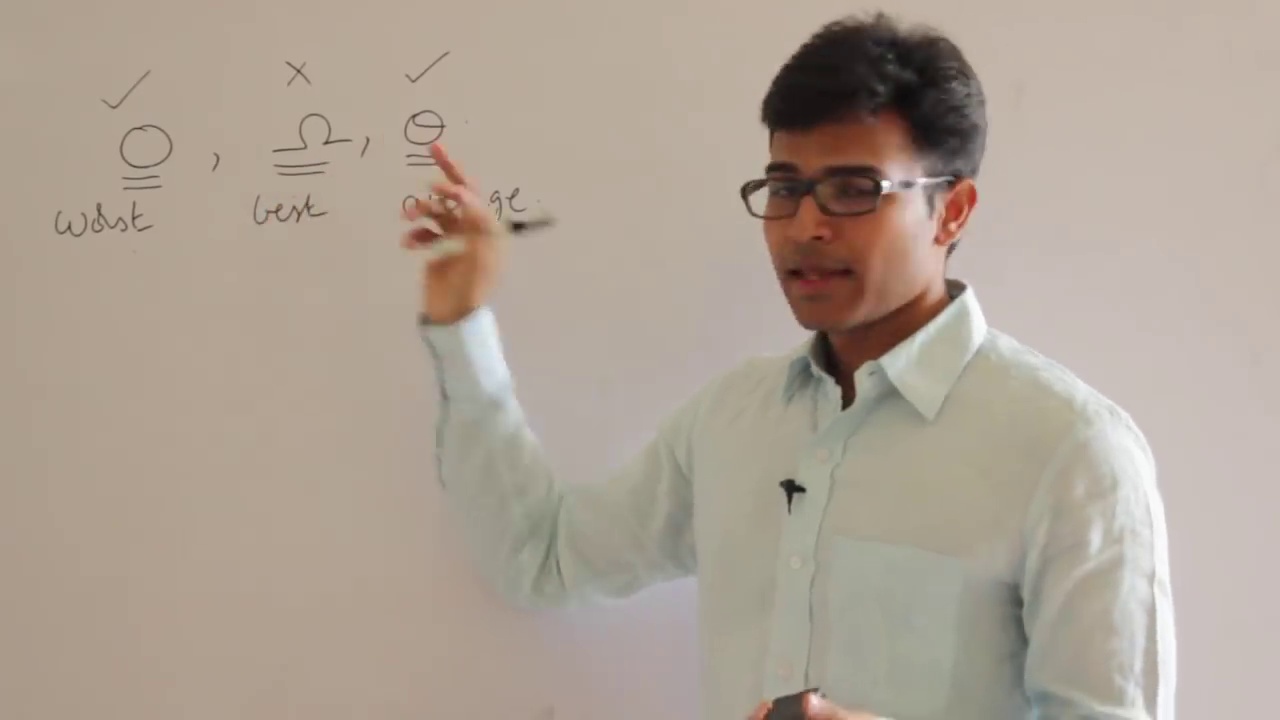 ✓ × ✓
O , Ω , Θ
worst best